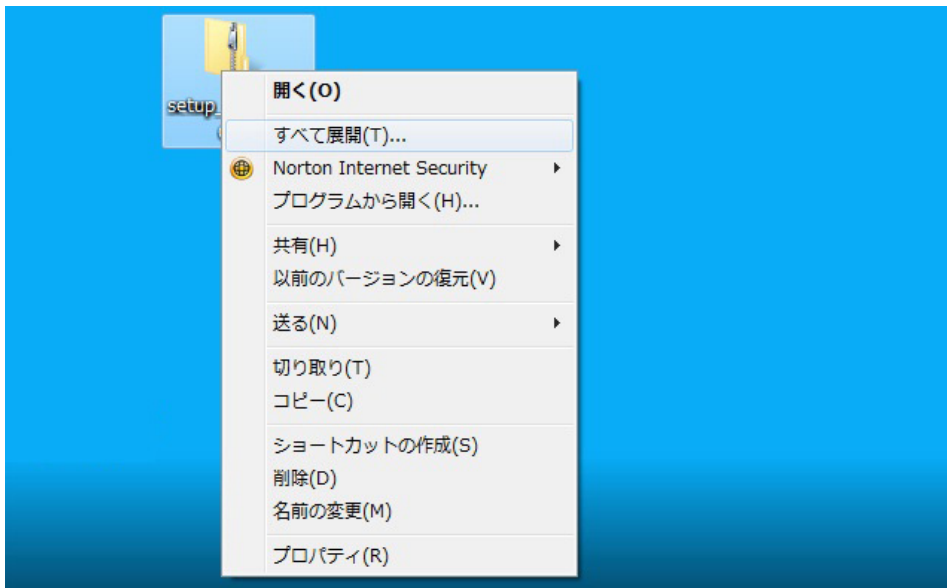 setup_
開く(O)
すべて展開(T)...
Norton Internet Security
プログラムから開く(H)...
共有(H)
以前のバージョンの復元(V)
送る(N)
切り取り(T)
コピー(C)
ショートカットの作成(S)
削除(D)
名前の変更(M)
プロパティ(R)